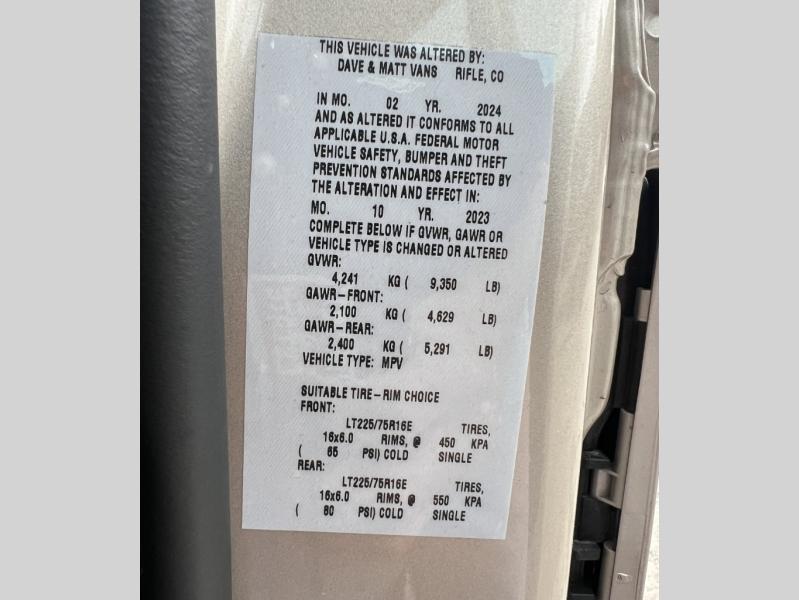 THIS VEHICLE WAS ALTERED BY:
DAVE & MATT VANS RIFLE, CO
IN MO. 02 YR. 2024
AND AS ALTERED IT CONFORMS TO ALL
APPLICABLE U.S.A. FEDERAL MOTOR
VEHICLE SAFETY, BUMPER AND THEFT
PREVENTION STANDARDS AFFECTED BY
THE ALTERATION AND EFFECT IN:
MO. 10 YR. 2023
COMPLETE BELOW IF GVWR, GAWR OR
VEHICLE TYPE IS CHANGED OR ALTERED
GVWR:
4,241 KG ( 9,350 LB)
GAWR-FRONT:
2,100 KG ( 4,629 LB)
GAWR-REAR:
2,400 KG ( 5,291 LB)
VEHICLE TYPE: MPV
SUITABLE TIRE-RIM CHOICE
FRONT:
LT225/75R16E TIRES,
16x6.0 RIMS, @ 450 KPA
( 65 PSI) COLD SINGLE
REAR:
LT225/75R16E TIRES,
16x6.0 RIMS, @ 550 KPA
( 80 PSI) COLD SINGLE